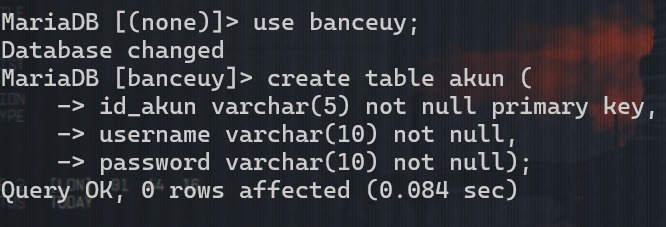 MariaDB [(none)]> use banceuy;
Database changed
MariaDB [banceuy]> create table akun (
    -> id_akun varchar(5) not null primary key,
    -> username varchar(10) not null,
    -> password varchar(10) not null);
Query OK, 0 rows affected (0.084 sec)
TODAY